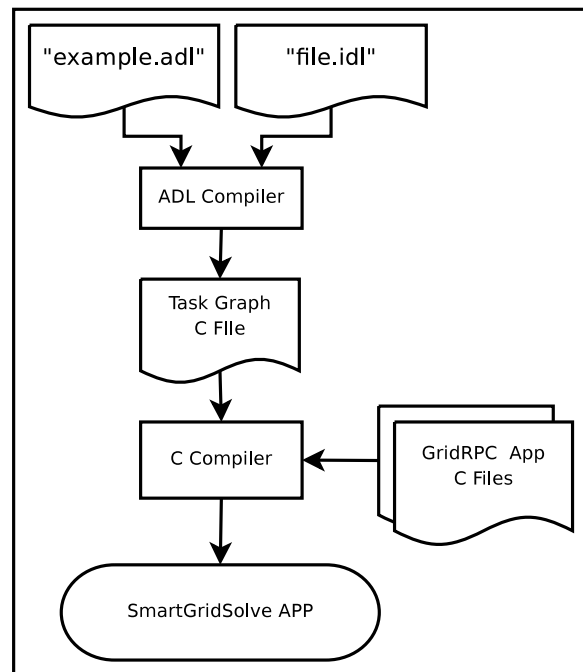 "example.adl"
"file.idl"
ADL Compiler
Task Graph
C FIle
C Compiler
GridRPC App
C Files
SmartGridSolve APP